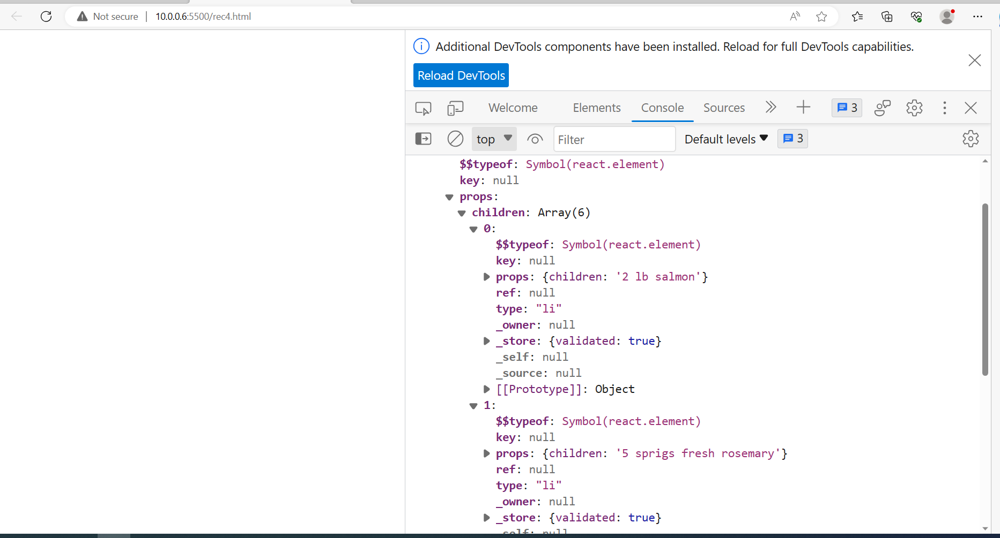 Not secure | 10.0.0.6:5500/rec4.html
Additional DevTools components have been installed. Reload for full DevTools capabilities.
Reload DevTools
Welcome Elements Console Sources 3
top Filter Default levels 3
$$typeof: Symbol(react.element)
key: null
props:
children: Array(6)
0:
$$typeof: Symbol(react.element)
key: null
props: {children: '2 lb salmon'}
ref: null
type: "li"
_owner: null
_store: {validated: true}
_self: null
_source: null
[[Prototype]]: Object
1:
$$typeof: Symbol(react.element)
key: null
props: {children: '5 sprigs fresh rosemary'}
ref: null
type: "li"
_owner: null
_store: {validated: true}
_self: null